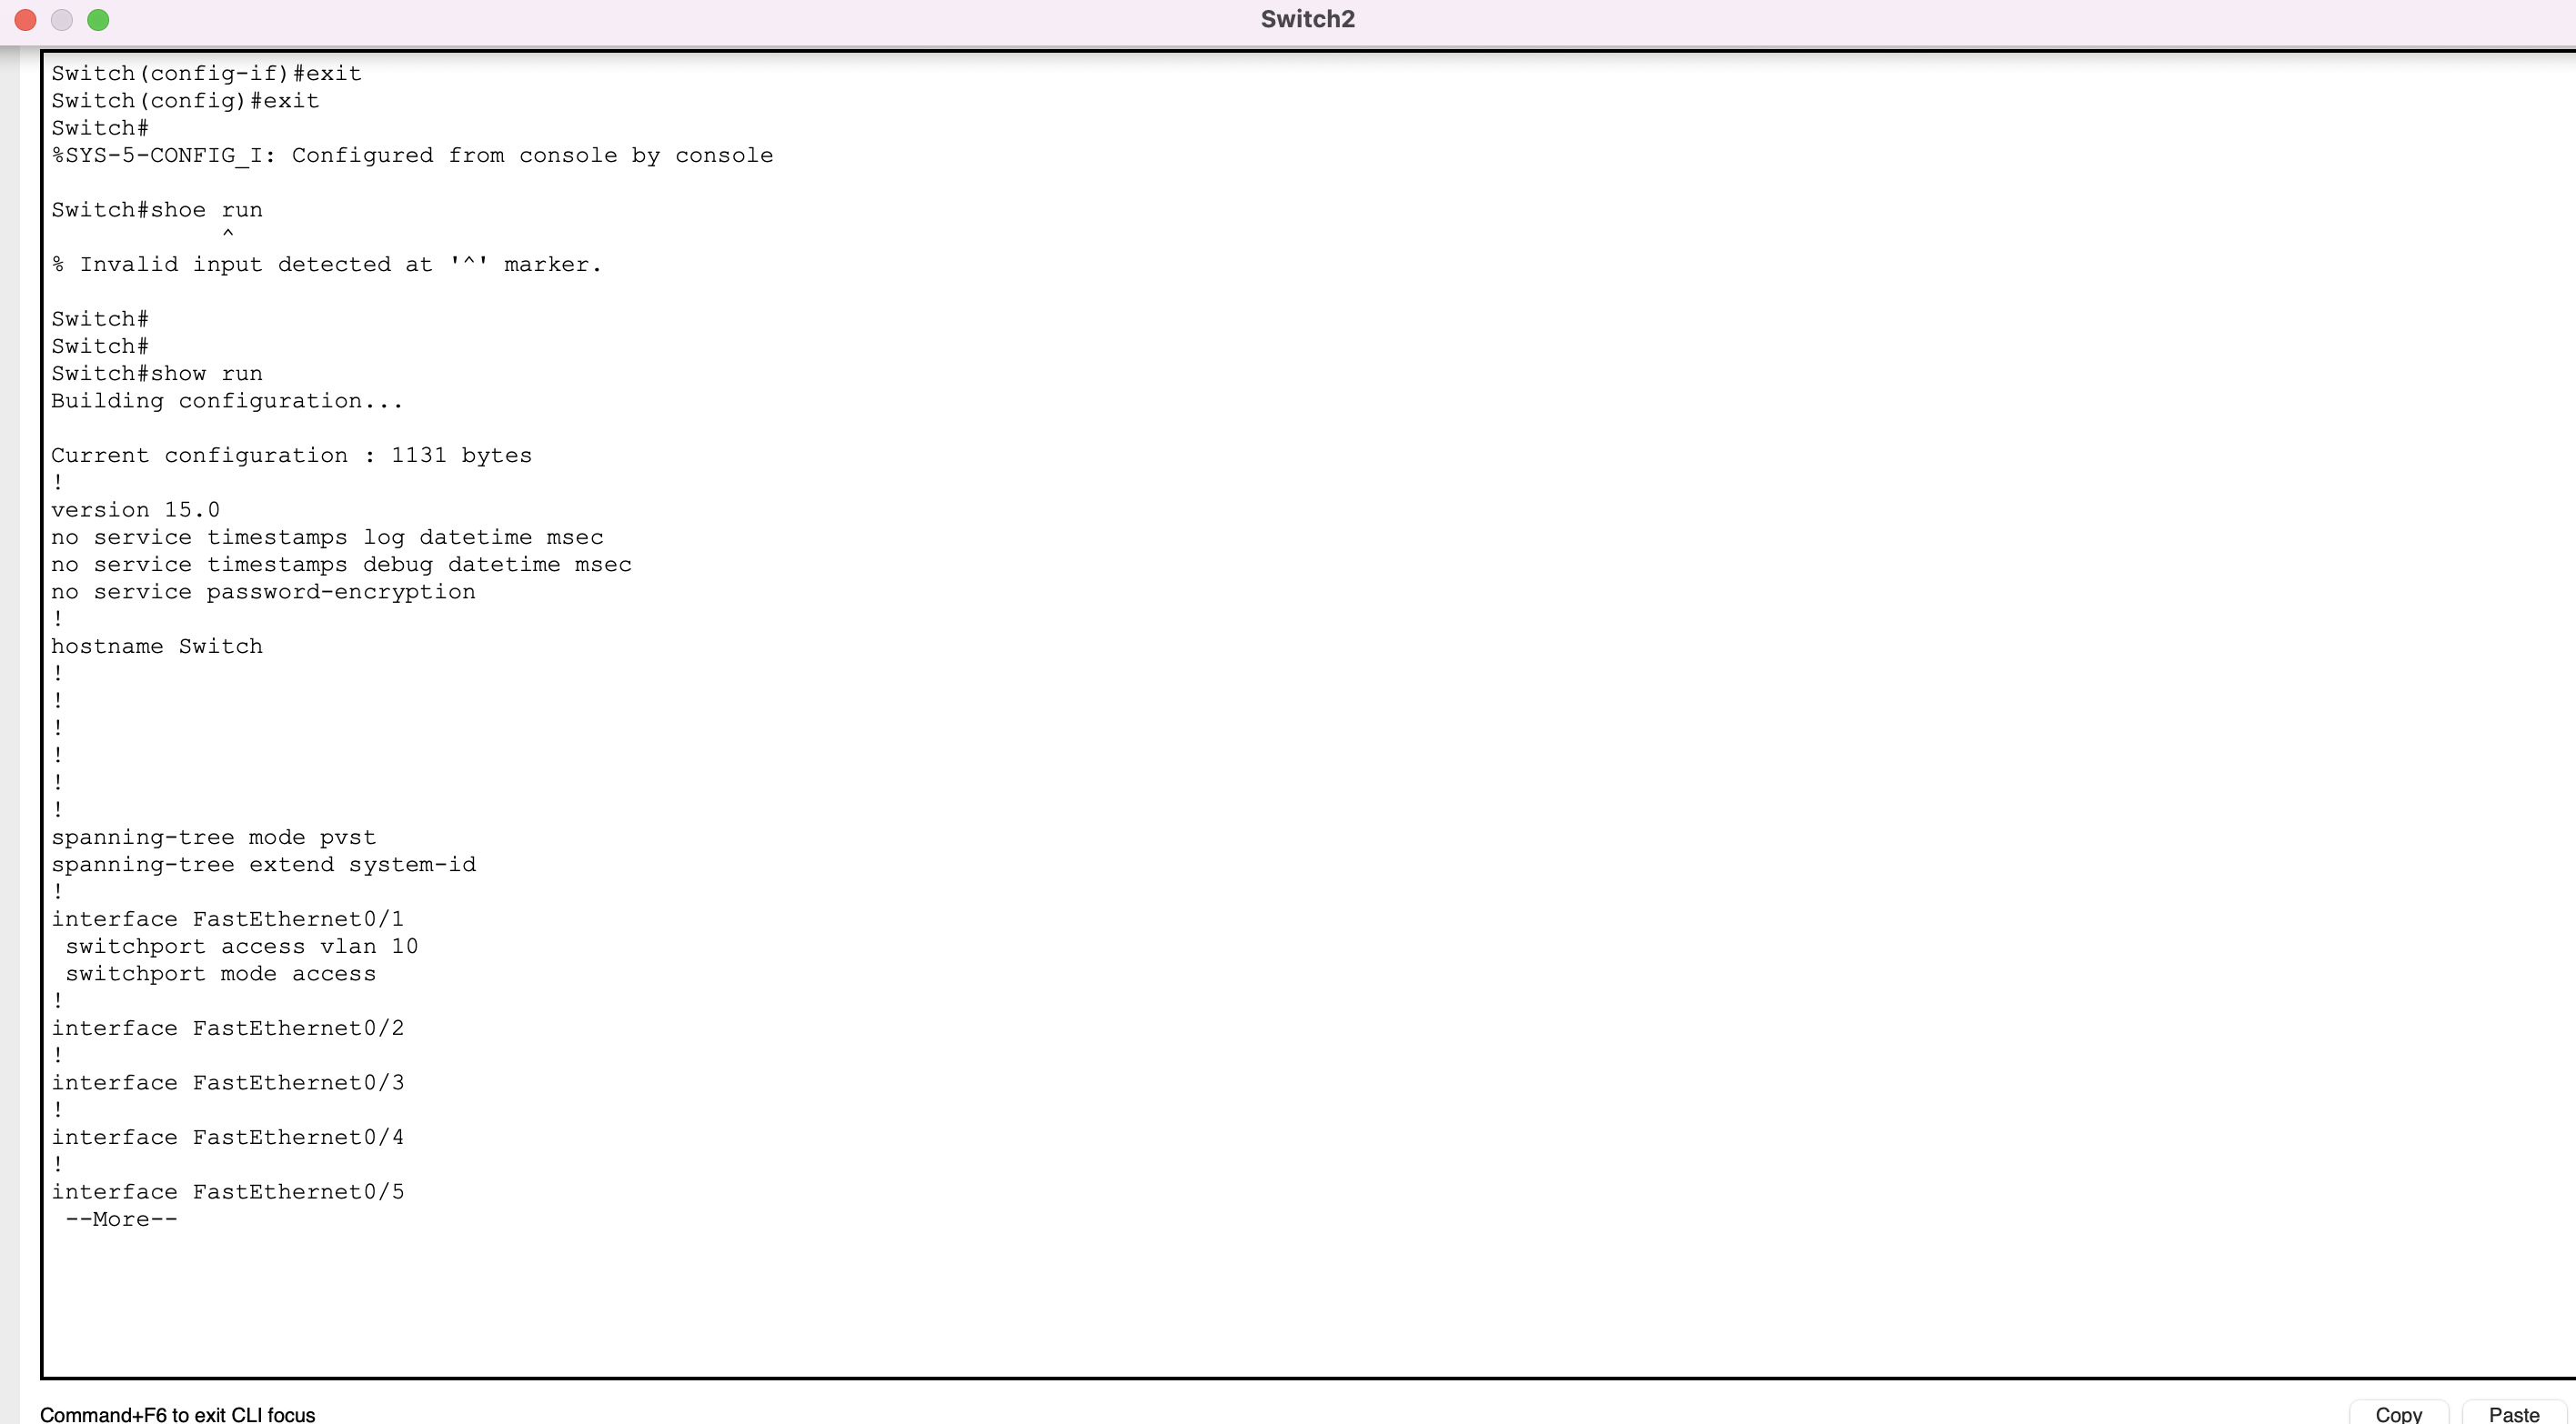 Switch2
Switch(config-if)#exit
Switch(config)#exit
Switch#
%SYS-5-CONFIG_I: Configured from console by console
Switch#shoe run
^
% Invalid input detected at '^' marker.
Switch#
Switch#
Switch#show run
Building configuration...
Current configuration : 1131 bytes
!
version 15.0
no service timestamps log datetime msec
no service timestamps debug datetime msec
no service password-encryption
!
hostname Switch
!
!
!
!
!
!
spanning-tree mode pvst
spanning-tree extend system-id
!
interface FastEthernet0/1
switchport access vlan 10
switchport mode access
!
interface FastEthernet0/2
!
interface FastEthernet0/3
!
interface FastEthernet0/4
!
interface FastEthernet0/5
--More--
Command+F6 to exit CLI focus
Copy
Paste